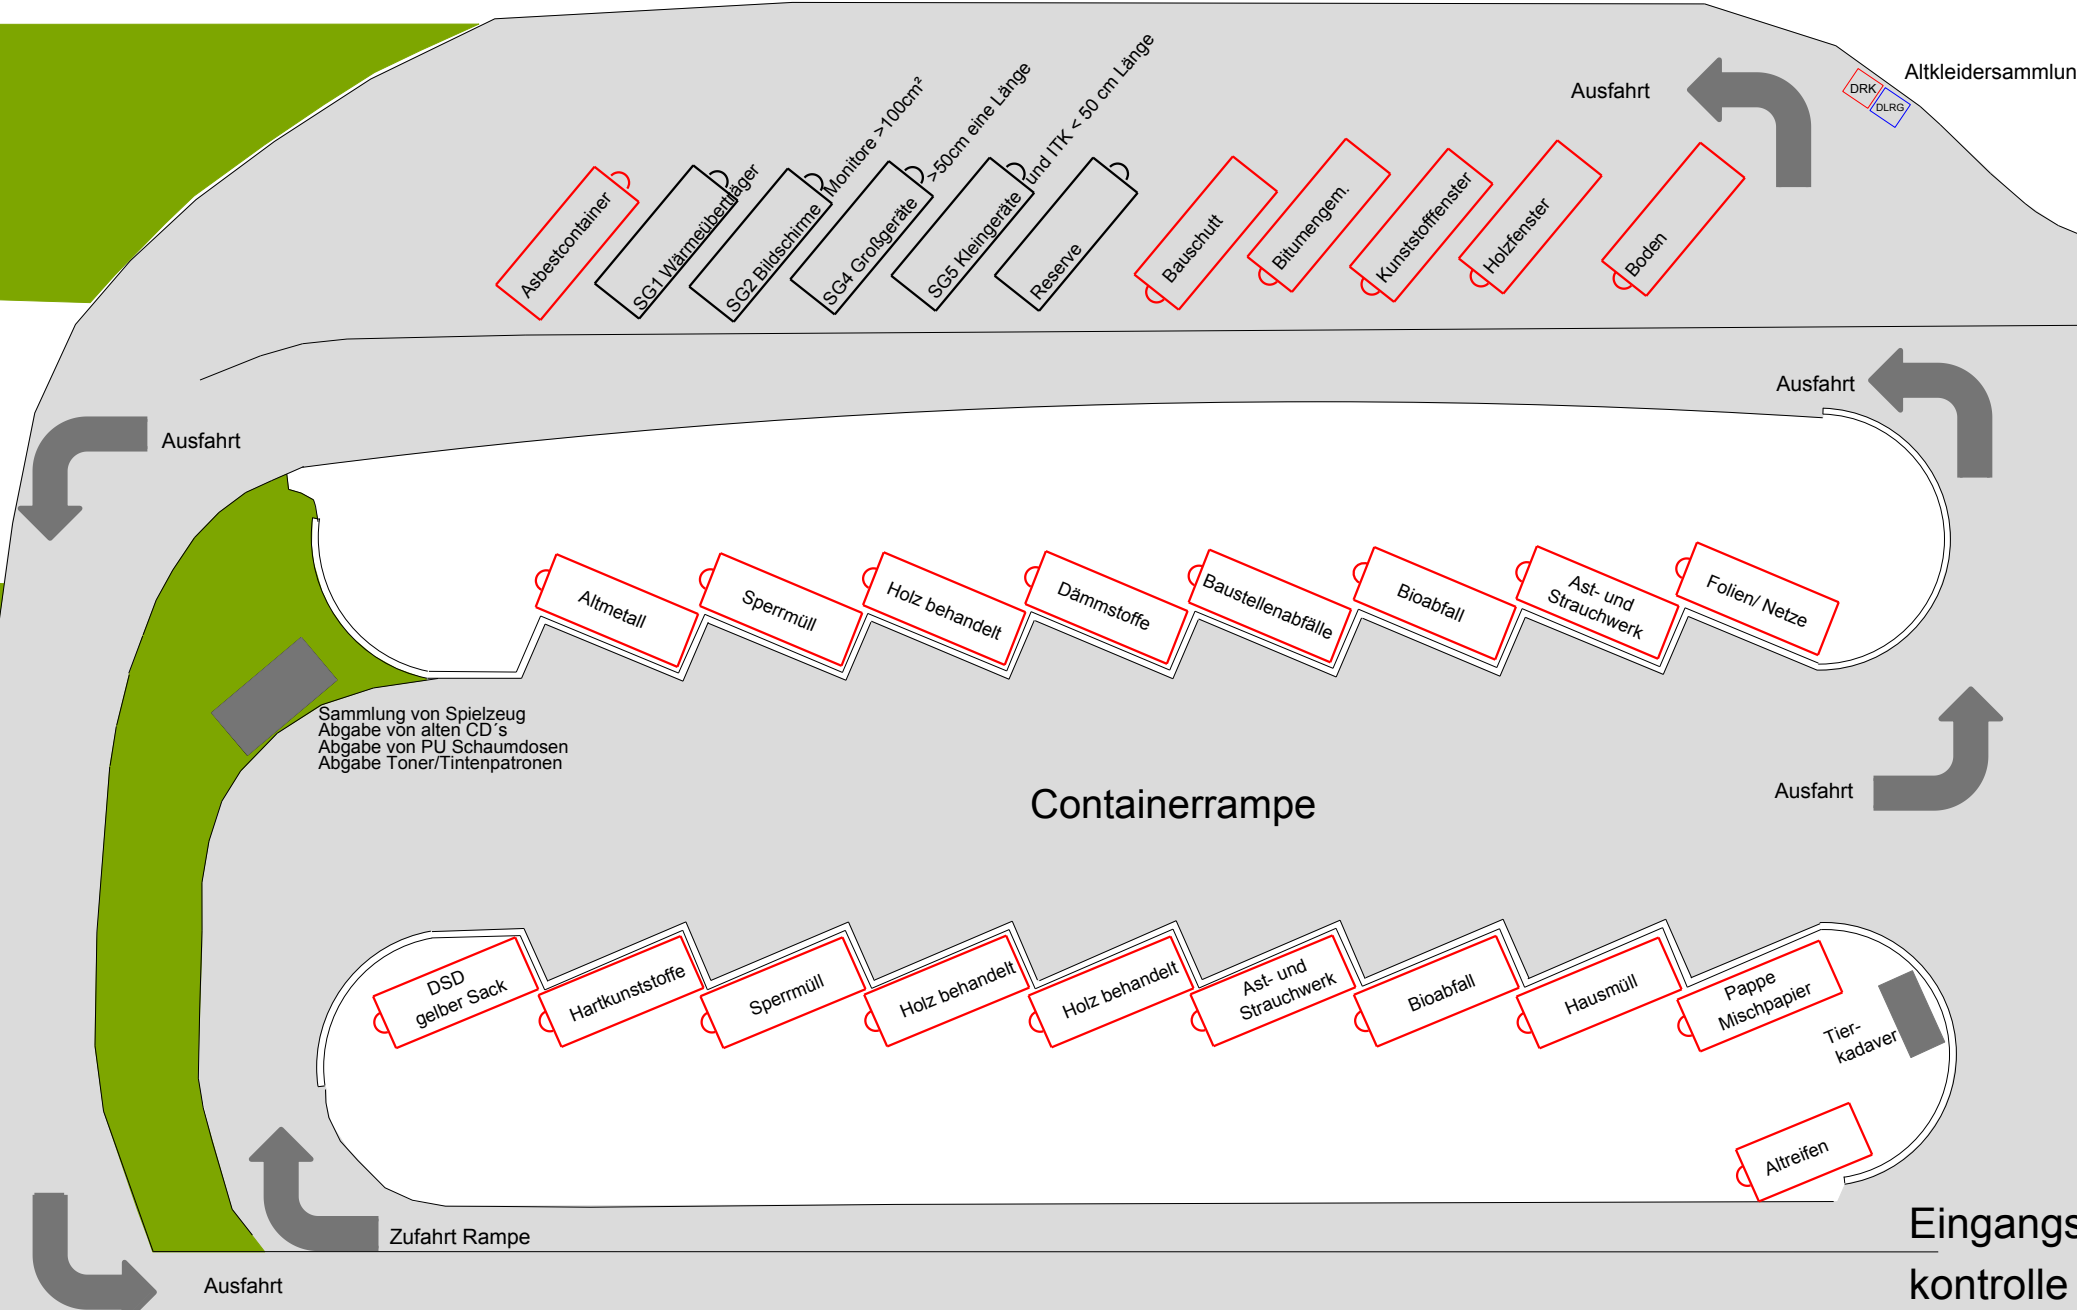 Altkleidersammlun
DRK
DLRG
Ausfahrt
Asbestcontainer
SG1 Wärmeüberträger
SG2 Bildschirme Monitore >100cm²
SG4 Großgeräte >50cm eine Länge
SG5 Kleingeräte und ITK < 50 cm Länge
Reserve
Bauschutt
Bitumengem.
Kunststofffenster
Holzfenster
Boden
Ausfahrt
Ausfahrt
Altmetall
Sperrmüll
Holz behandelt
Dämmstoffe
Baustellenabfälle
Bioabfall
Ast- und
Strauchwerk
Folien/ Netze
Sammlung von Spielzeug
Abgabe von alten CD´s
Abgabe von PU Schaumdosen
Abgabe Toner/Tintenpatronen
Containerrampe
Ausfahrt
DSD
gelber Sack
Hartkunststoffe
Sperrmüll
Holz behandelt
Holz behandelt
Ast- und
Strauchwerk
Bioabfall
Hausmüll
Pappe
Mischpapier
Tier-
kadaver
Altreifen
Zufahrt Rampe
Ausfahrt
Eingangs
kontrolle